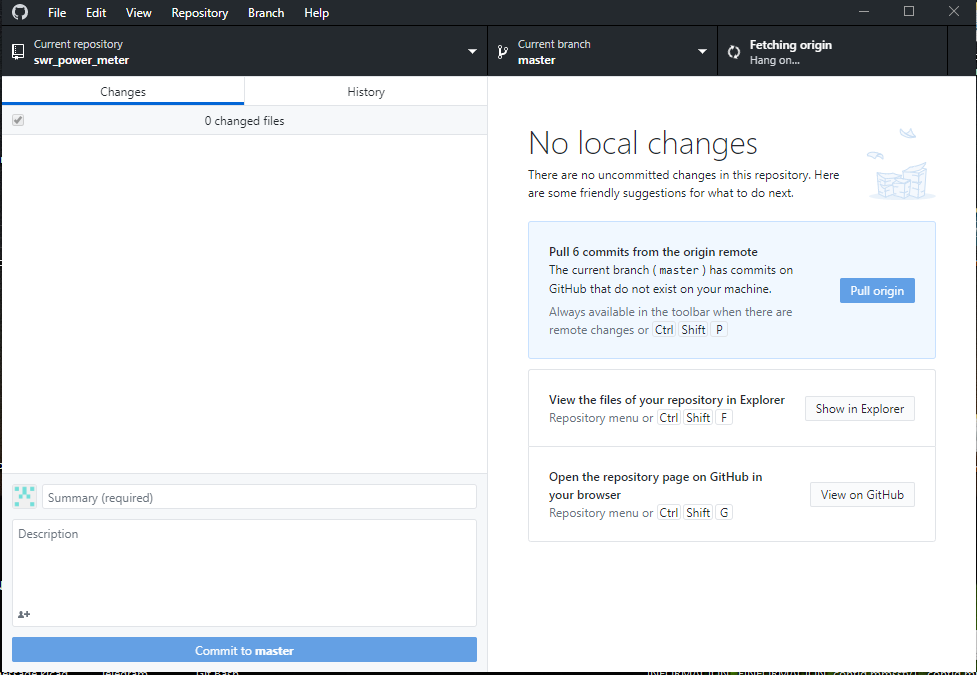 File Edit View Repository Branch Help
Current repository
swr_power_meter
Current branch
master
Fetching origin
Hang on...
Changes
History
0 changed files
No local changes
There are no uncommitted changes in this repository. Here
are some friendly suggestions for what to do next.
Pull 6 commits from the origin remote
The current branch ( master ) has commits on
GitHub that do not exist on your machine.
Always available in the toolbar when there are
remote changes or Ctrl Shift P
Pull origin
View the files of your repository in Explorer
Repository menu or Ctrl Shift F
Show in Explorer
Open the repository page on GitHub in
your browser
Repository menu or Ctrl Shift G
View on GitHub
Summary (required)
Description
Commit to master